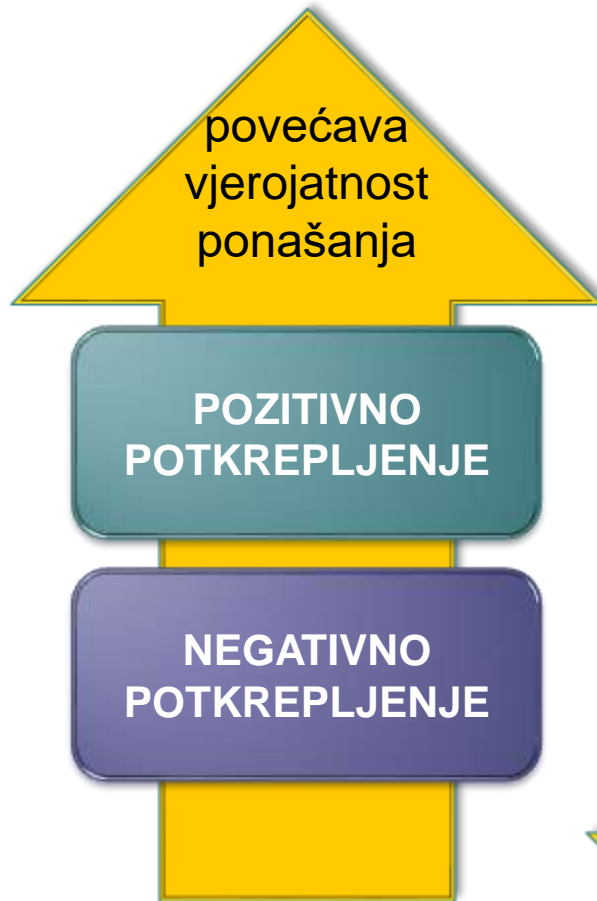 povećava
vjerojatnost
ponašanja
POZITIVNO
POTKREPLJENJE
NEGATIVNO
POTKREPLJENJE